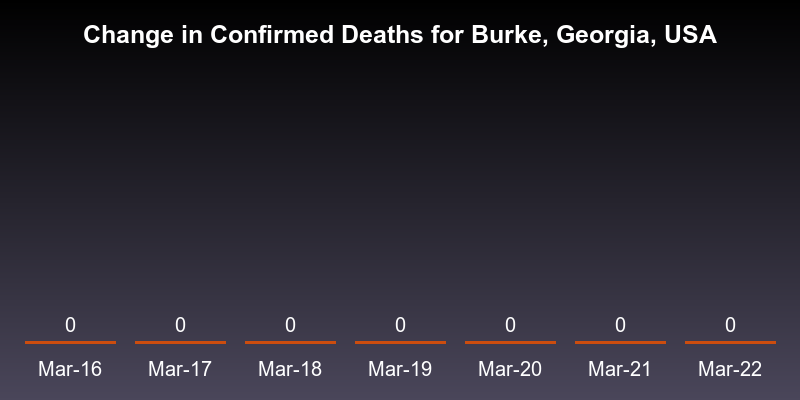 Change in Confirmed Deaths for Burke, Georgia, USA
0 0 0 0 0 0 0
Mar-16 Mar-17 Mar-18 Mar-19 Mar-20 Mar-21 Mar-22